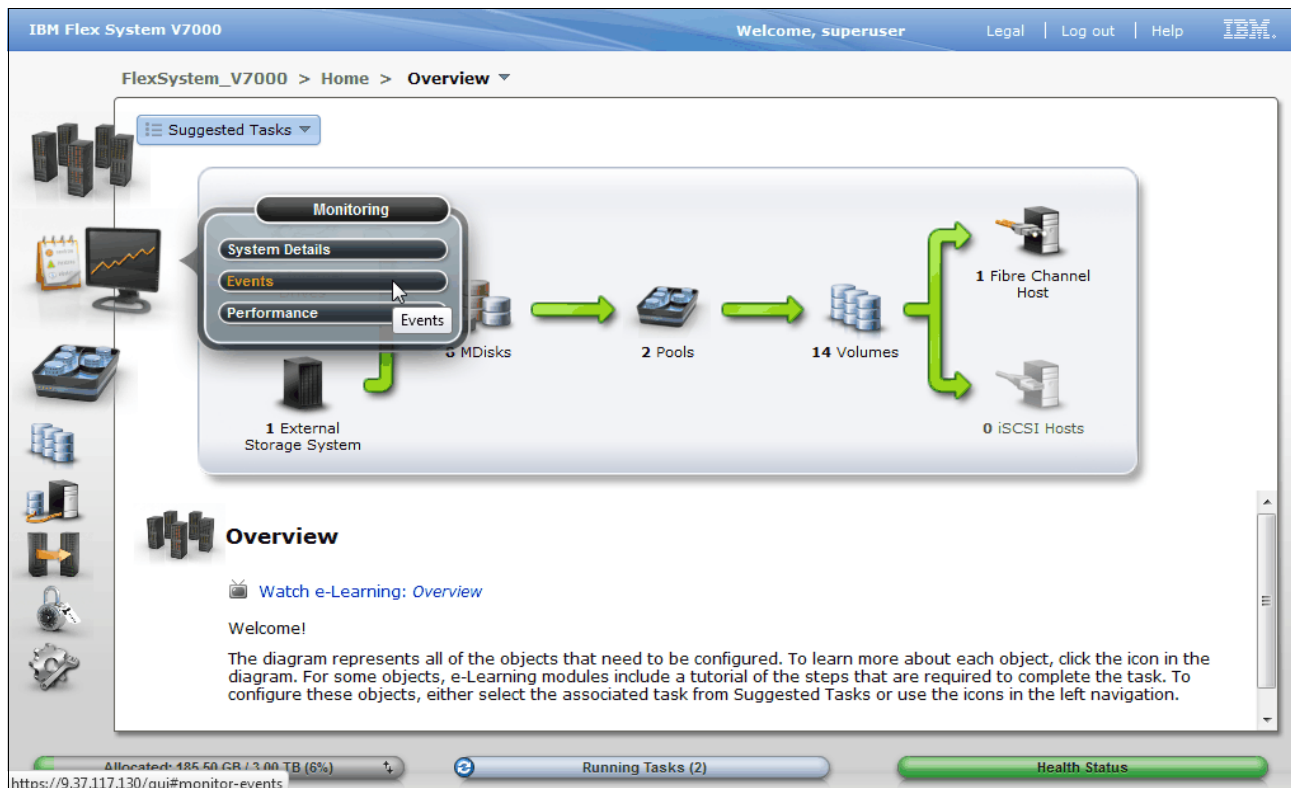 IBM Flex System V7000
Welcome, superuser
Legal | Log out | Help
IBM.
FlexSystem_V7000 > Home > Overview
Suggested Tasks
Monitoring
System Details
Events
Performance
Events
MDisks
2 Pools
14 Volumes
1 Fibre Channel
Host
1 External
Storage System
0 iSCSI Hosts
Overview
Watch e-Learning: Overview
Welcome!
The diagram represents all of the objects that need to be configured. To learn more about each object, click the icon in the
diagram. For some objects, e-Learning modules include a tutorial of the steps that are required to complete the task. To
configure these objects, either select the associated task from Suggested Tasks or use the icons in the left navigation.
Allocated: 185.50 GB / 3.00 TB (6%)
Running Tasks (2)
Health Status
https://9.37.117.130/gui#monitor-events